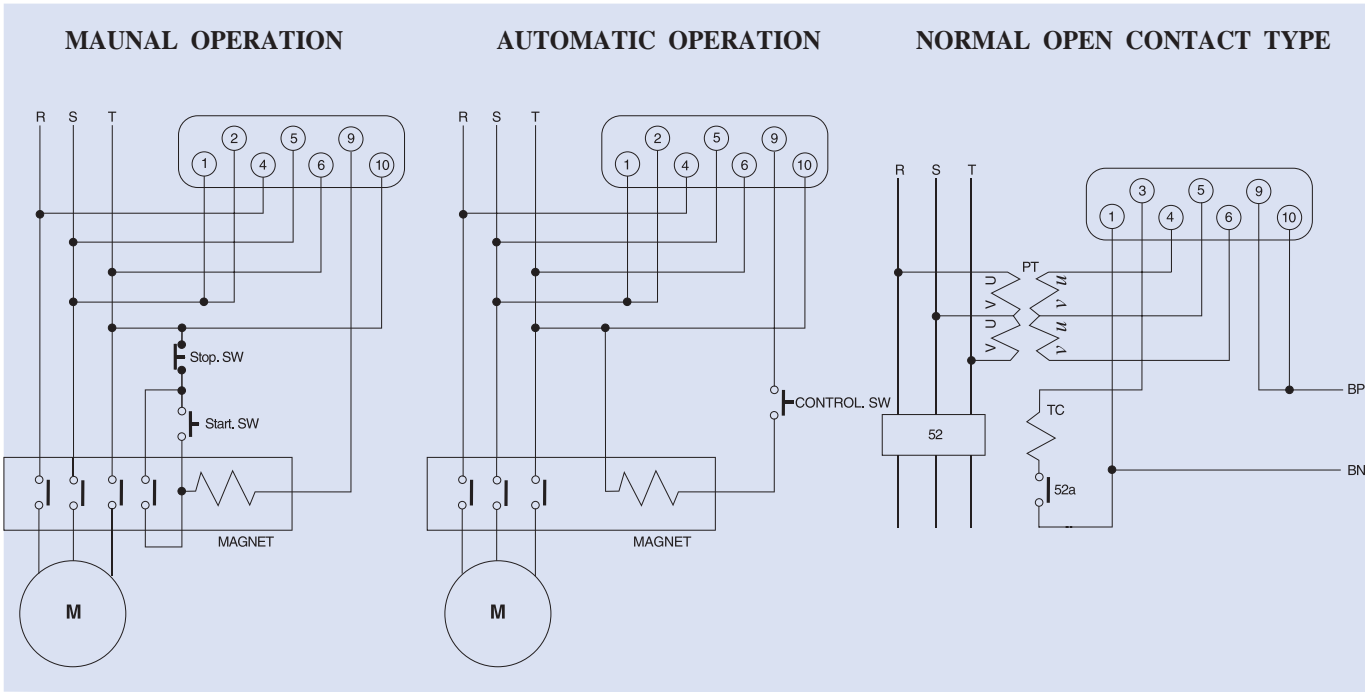 MAUNAL OPERATION
R S T
2 5 9
1 4 6 10
Stop. SW
Start. SW
MAGNET
M
AUTOMATIC OPERATION
R S T
2 5 9
1 4 6 10
CONTROL. SW
MAGNET
M
NORMAL OPEN CONTACT TYPE
R S T
3 5 9
1 4 6 10
PT
U u
V v
U u
V v
BP
TC
52
BN
52a